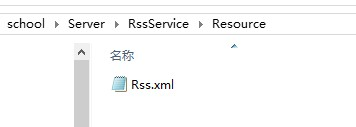 school › Server › RssService › Resource
名称
Rss.xml